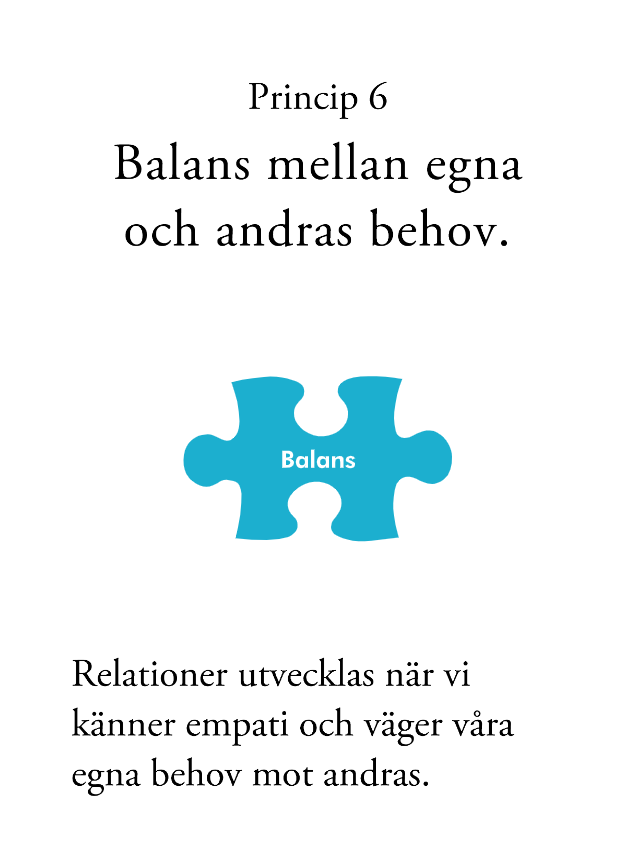 Princip 6
Balans mellan egna
och andras behov.
Balans
Relationer utvecklas när vi
känner empati och väger våra
egna behov mot andras.